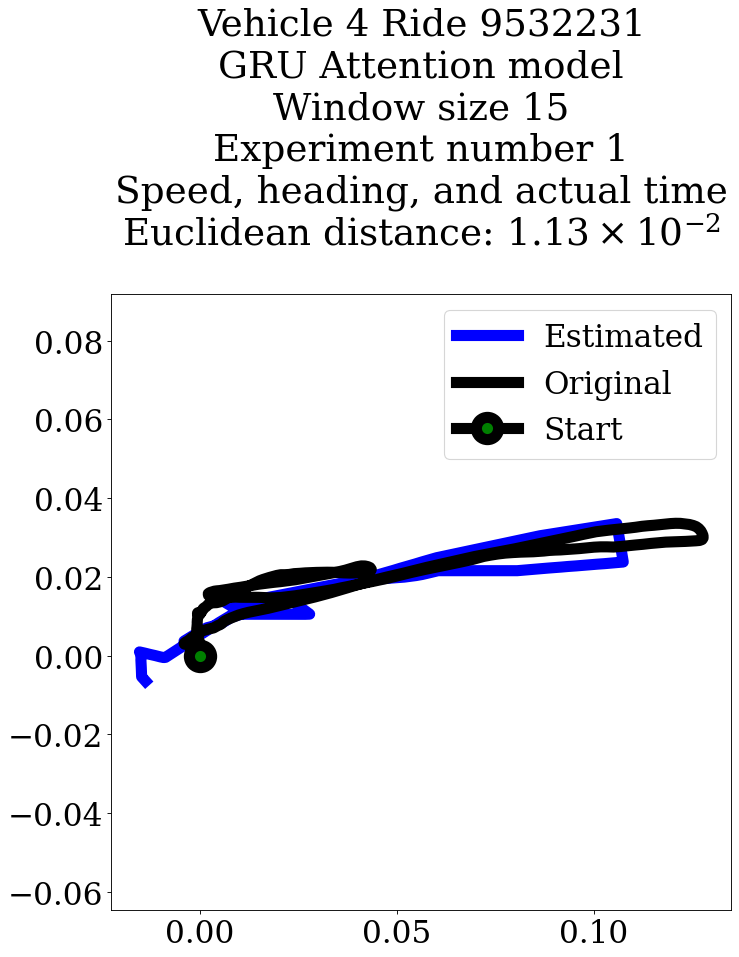 Vehicle 4 Ride 9532231
GRU Attention model
Window size 15
Experiment number 1
Speed, heading, and actual time
Euclidean distance: 1.13 × 10⁻²
Estimated
Original
Start
0.08
0.06
0.04
0.02
0.00
−0.02
−0.04
−0.06
0.00 0.05 0.10